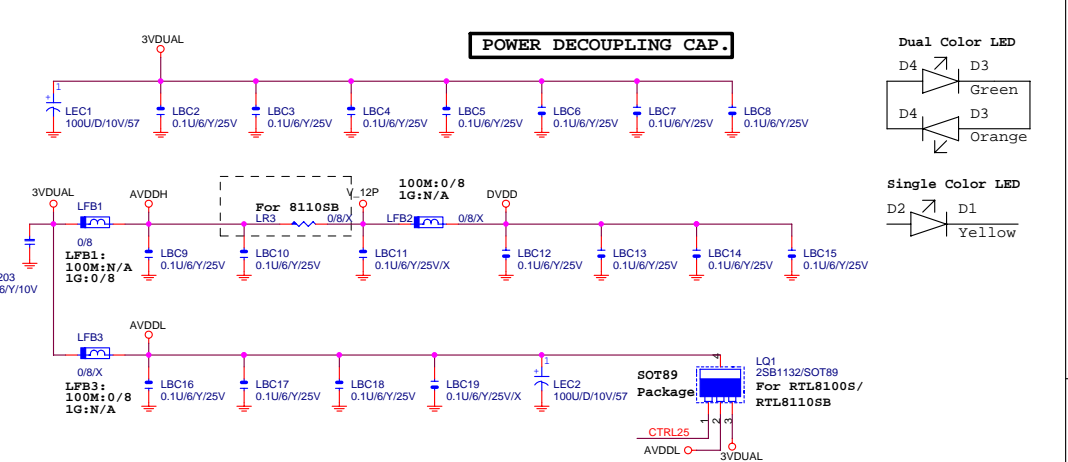 POWER DECOUPLING CAP.
3VDUAL
1
+
LEC1
100U/D/10V/57
LBC2
0.1U/6/Y/25V
LBC3
0.1U/6/Y/25V
LBC4
0.1U/6/Y/25V
LBC5
0.1U/6/Y/25V
LBC6
0.1U/6/Y/25V
LBC7
0.1U/6/Y/25V
LBC8
0.1U/6/Y/25V
Dual Color LED
D4 D3
Green
D4 D3
Orange
Single Color LED
D2 D1
Yellow
3VDUAL
LFB1
0/8
LFB1:
100M:N/A
1G:0/8
203
6/Y/10V
AVDDH
LBC9
0.1U/6/Y/25V
For 8110SB
LR3 0/8/X
LBC10
0.1U/6/Y/25V
V_12P
LBC11
0.1U/6/Y/25V/X
100M:0/8
1G:N/A
LFB2 0/8/X
DVDD
LBC12
0.1U/6/Y/25V
LBC13
0.1U/6/Y/25V
LBC14
0.1U/6/Y/25V
LBC15
0.1U/6/Y/25V
LFB3
0/8/X
LFB3:
100M:0/8
1G:N/A
AVDDL
LBC16
0.1U/6/Y/25V
LBC17
0.1U/6/Y/25V
LBC18
0.1U/6/Y/25V
LBC19
0.1U/6/Y/25V/X
1
+
LEC2
100U/D/10V/57
SOT89
Package
4
LQ1
2SB1132/SOT89
For RTL8100S/
RTL8110SB
1 2 3
CTRL25
AVDDL
3VDUAL